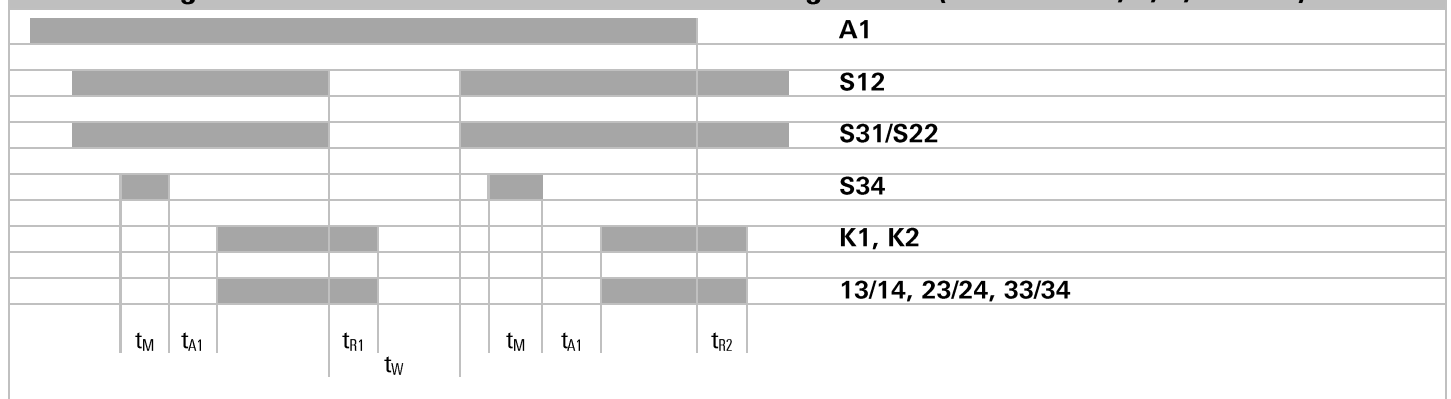 A1
S12
S31/S22
S34
K1, K2
13/14, 23/24, 33/34
tM tA1 tR1 tM tA1 tR2
tW